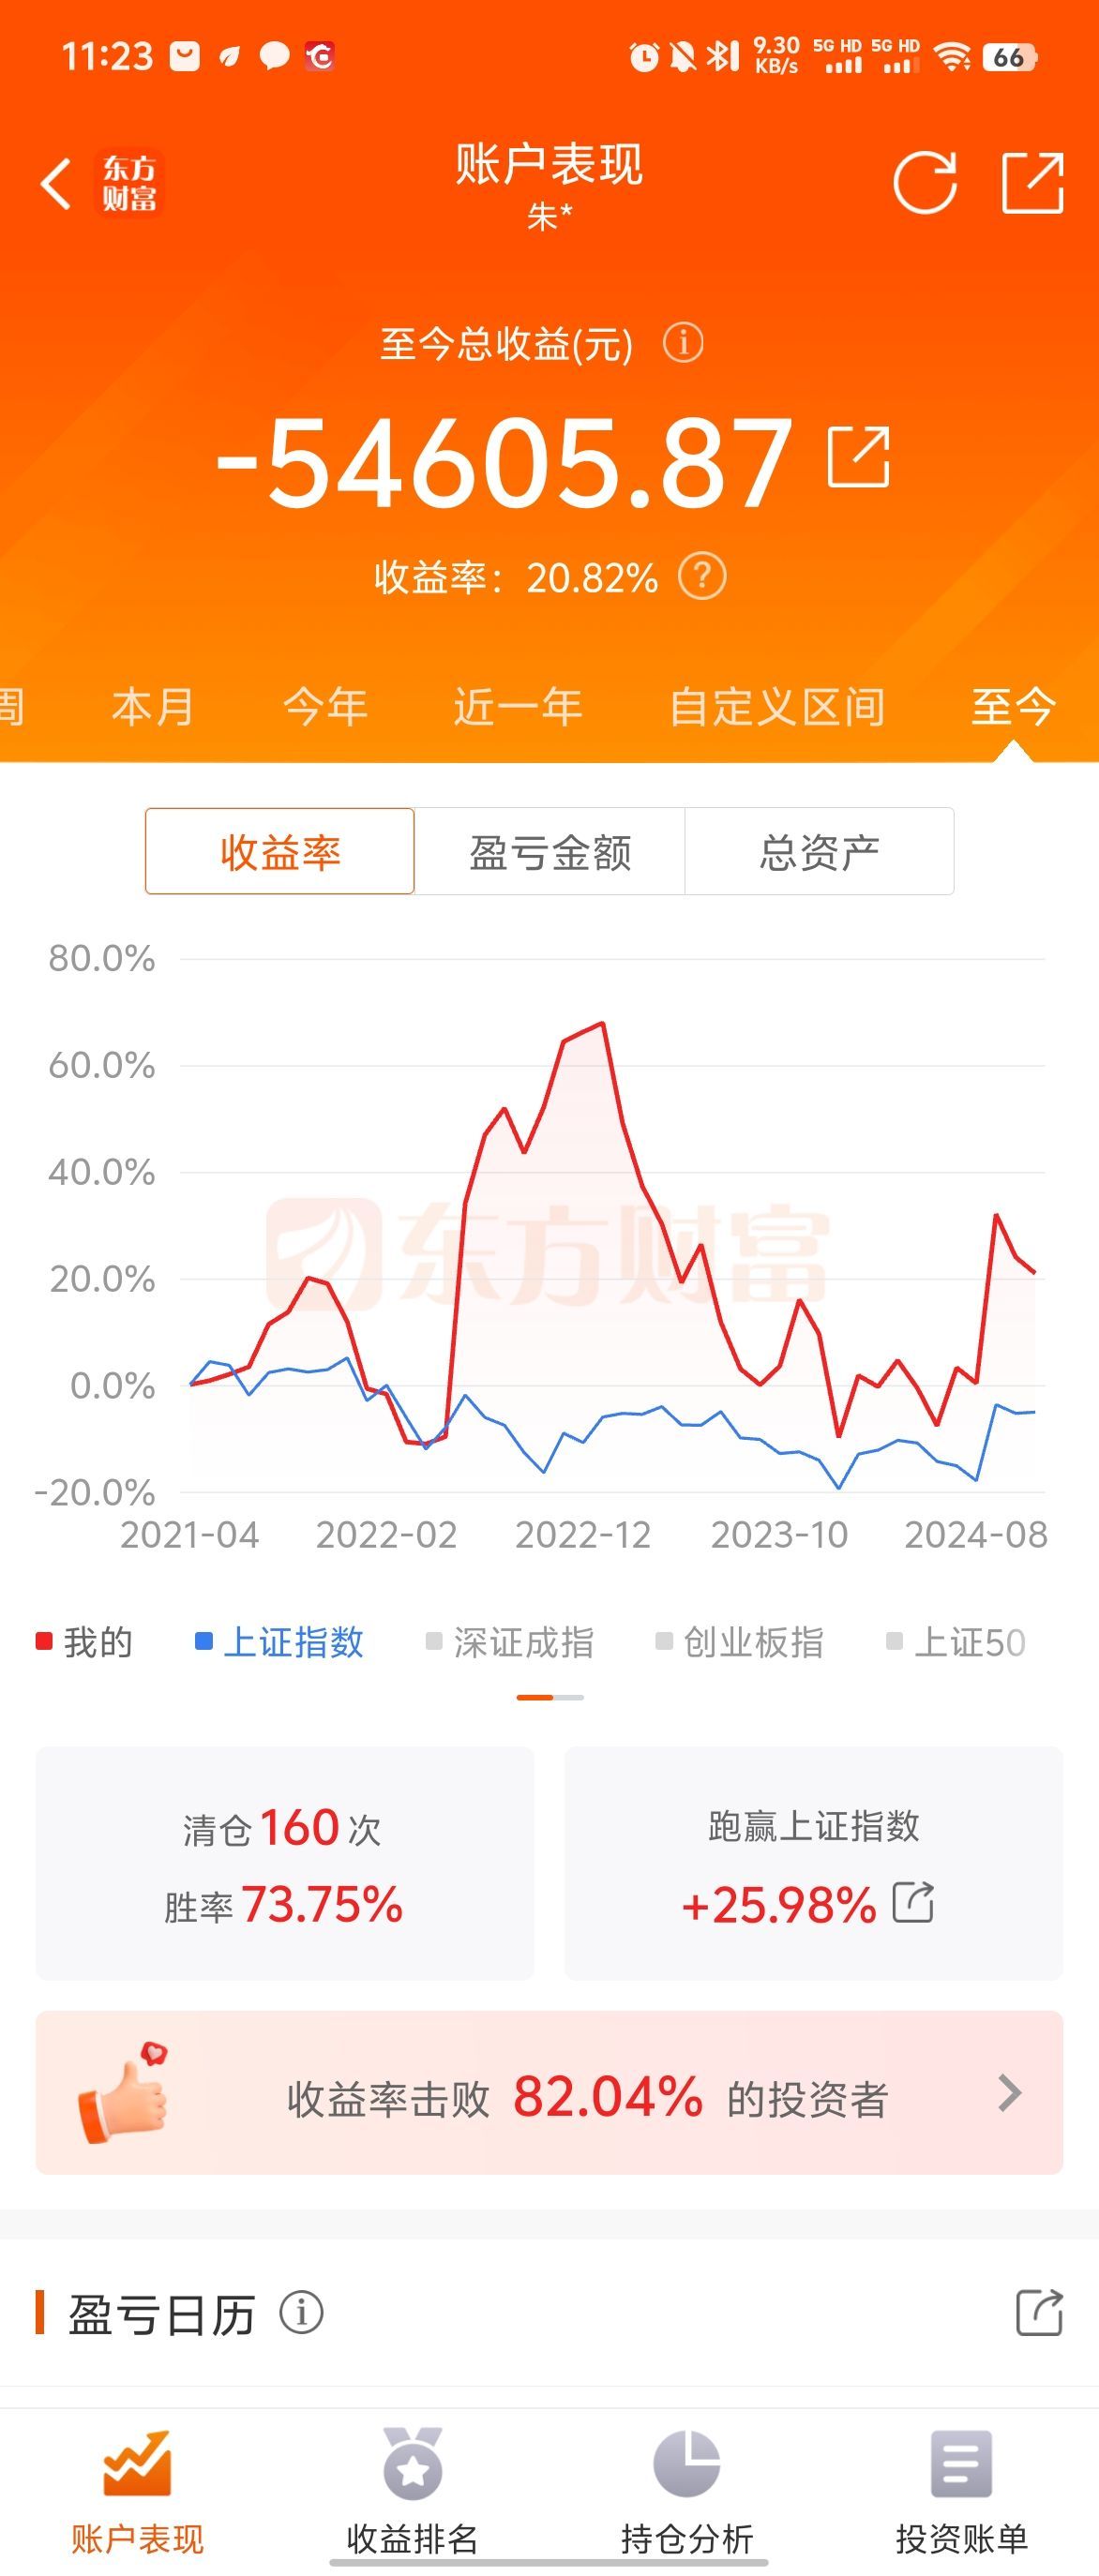 11:23 9.30 KB/s 5G HD 5G HD 66
东方财富
账户表现
朱*
至今总收益(元)
-54605.87
收益率：20.82%
周 本月 今年 近一年 自定义区间 至今
收益率 盈亏金额 总资产
80.0%
60.0%
40.0%
东方财富
20.0%
0.0%
-20.0%
2021-04 2022-02 2022-12 2023-10 2024-08
我的 上证指数 深证成指 创业板指 上证50
清仓160次
胜率73.75%
跑赢上证指数
+25.98%
收益率击败 82.04% 的投资者
盈亏日历
账户表现 收益排名 持仓分析 投资账单